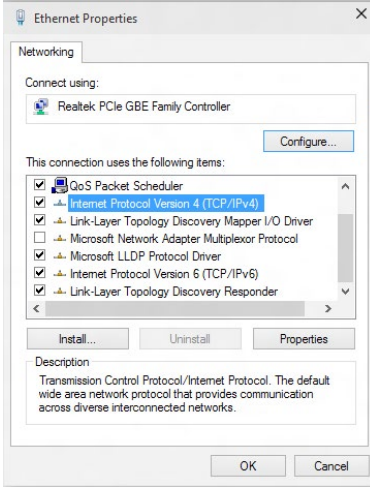 Ethernet Properties
Networking
Connect using:
Realtek PCIe GBE Family Controller
Configure...
This connection uses the following items:
QoS Packet Scheduler
Internet Protocol Version 4 (TCP/IPv4)
Link-Layer Topology Discovery Mapper I/O Driver
Microsoft Network Adapter Multiplexor Protocol
Microsoft LLDP Protocol Driver
Internet Protocol Version 6 (TCP/IPv6)
Link-Layer Topology Discovery Responder
Install... Uninstall Properties
Description
Transmission Control Protocol/Internet Protocol. The default
wide area network protocol that provides communication
across diverse interconnected networks.
OK Cancel